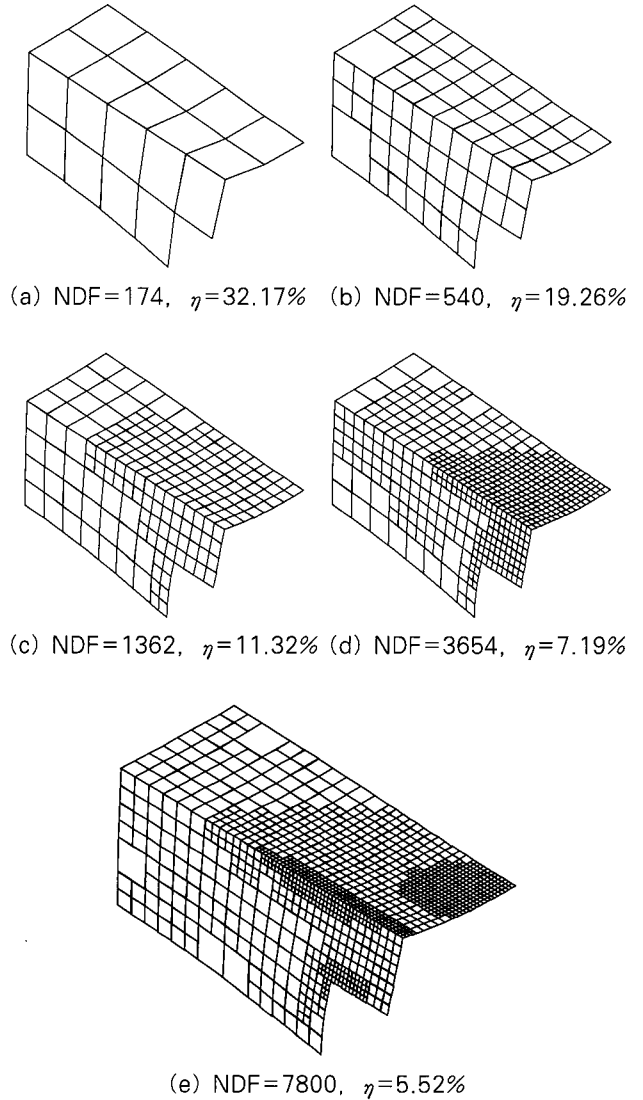 (a) NDF=174, η=32.17% (b) NDF=540, η=19.26%
(c) NDF=1362, η=11.32% (d) NDF=3654, η=7.19%
(e) NDF=7800, η=5.52%